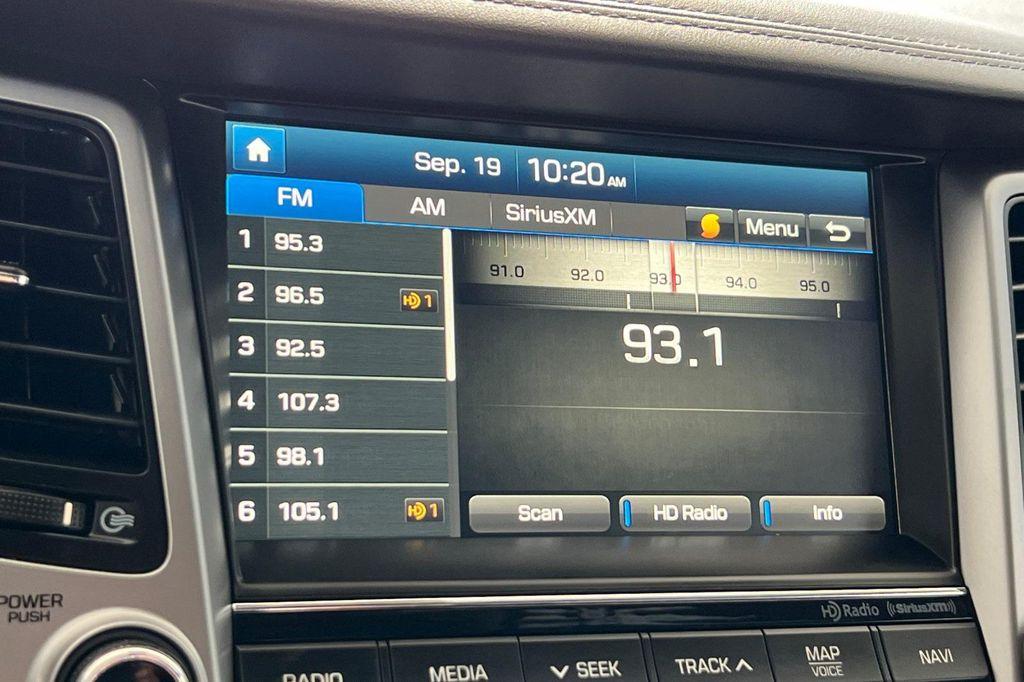 Sep. 19 10:20 AM
FM AM SiriusXM Menu
1 95.3
2 96.5 HD 1
3 92.5
4 107.3
5 98.1
6 105.1 HD 1
91.0 92.0 93.0 94.0 95.0
93.1
Scan HD Radio Info
HD Radio ((SiriusXM))
POWER
PUSH
RADIO MEDIA SEEK TRACK MAP VOICE NAVI